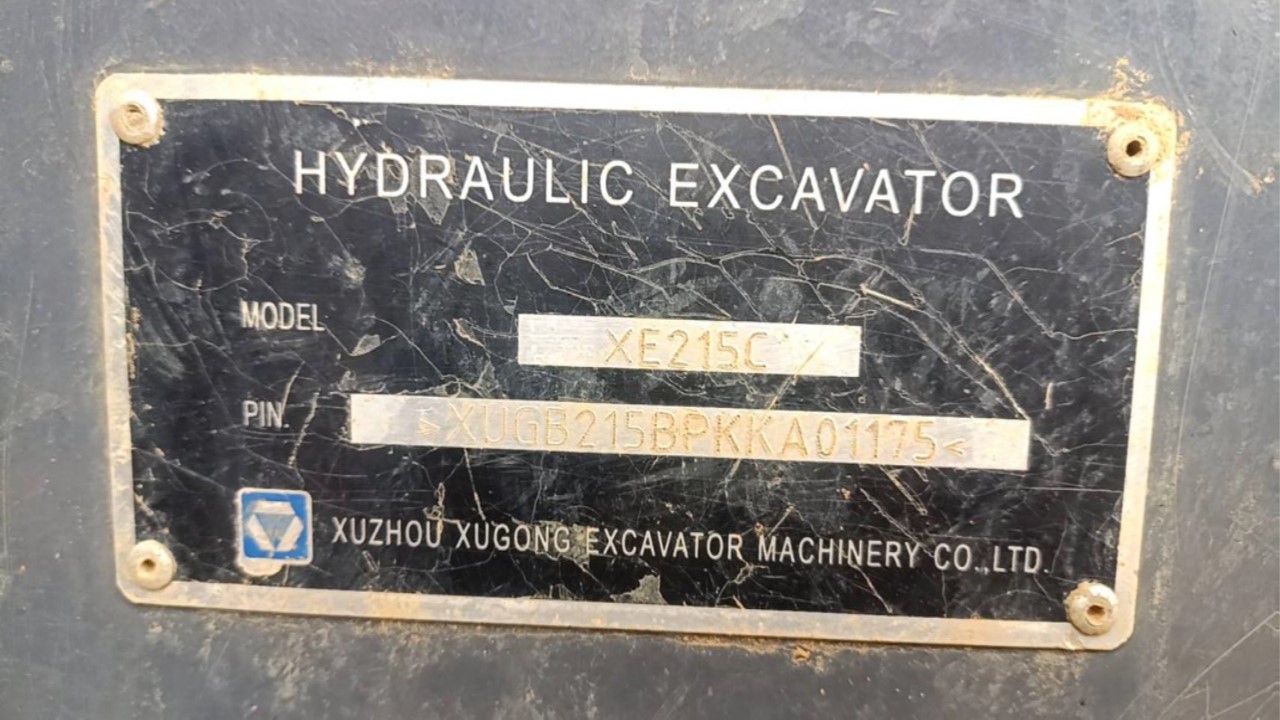 HYDRAULIC EXCAVATOR
MODEL XE215C
PIN. >XUGB215BPKKA01175<
XUZHOU XUGONG EXCAVATOR MACHINERY CO.,LTD.